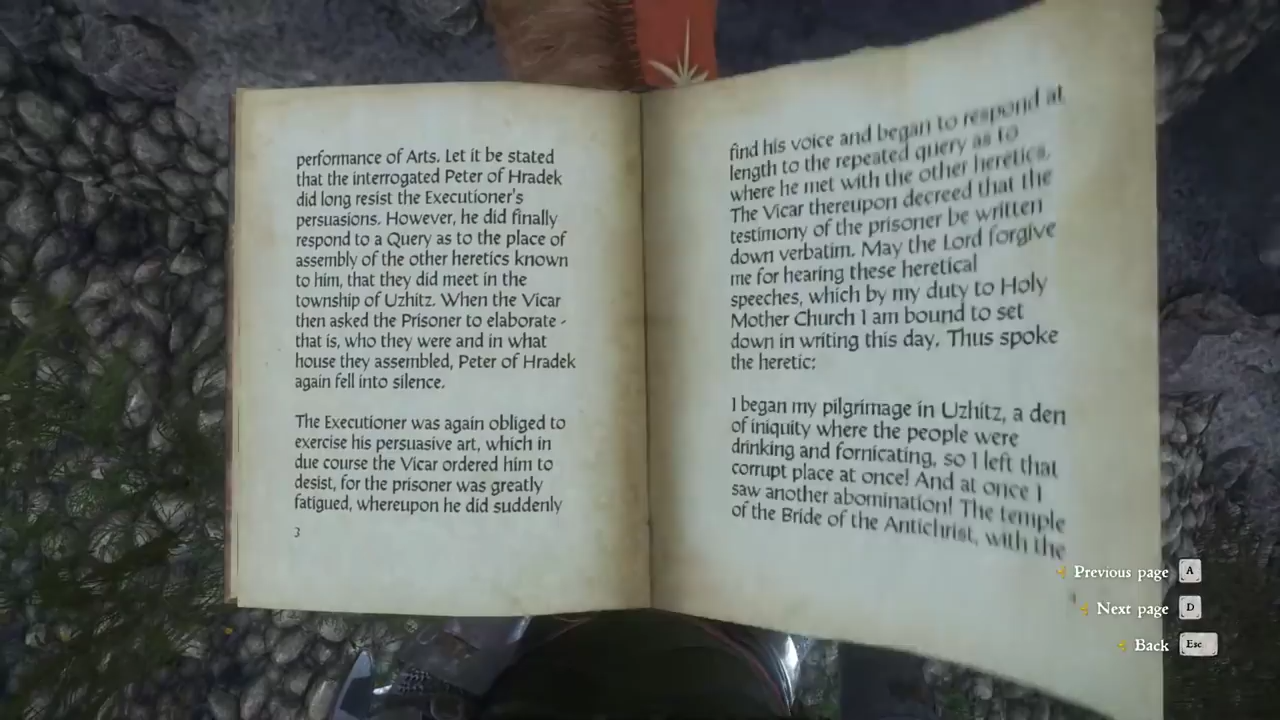 performance of Arts. Let it be stated
that the interrogated Peter of Hradek
did long resist the Executioner's
persuasions. However, he did finally
respond to a Query as to the place of
assembly of the other heretics known
to him, that they did meet in the
township of Uzhitz. When the Vicar
then asked the Prisoner to elaborate -
that is, who they were and in what
house they assembled, Peter of Hradek
again fell into silence.
The Executioner was again obliged to
exercise his persuasive art, which in
due course the Vicar ordered him to
desist, for the prisoner was greatly
fatigued, whereupon he did suddenly
3
find his voice and began to respond at
length to the repeated query as to
where he met with the other heretics.
The Vicar thereupon decreed that the
testimony of the prisoner be written
down verbatim. May the Lord forgive
me for hearing these heretical
speeches, which by my duty to Holy
Mother Church I am bound to set
down in writing this day. Thus spoke
the heretic:
I began my pilgrimage in Uzhitz, a den
of iniquity where the people were
drinking and fornicating, so I left that
corrupt place at once! And at once I
saw another abomination! The temple
of the Bride of the Antichrist, with the
Previous page A
Next page D
Back Esc